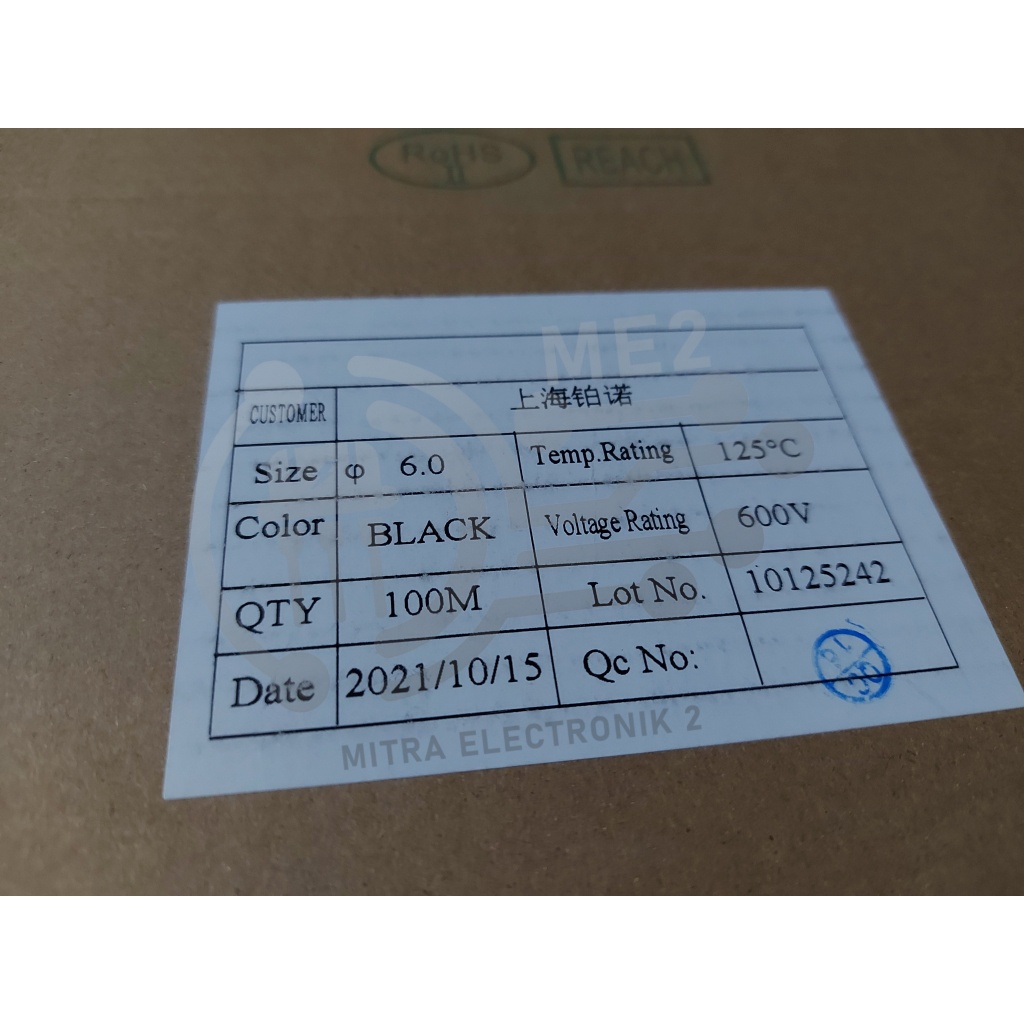 RoHS REACH
ME2
CUSTOMER 上海铂诺
Size φ 6.0 Temp.Rating 125°C
Color BLACK Voltage Rating 600V
QTY 100M Lot No. 10125242
Date 2021/10/15 Qc No:
MITRA ELECTRONIK 2